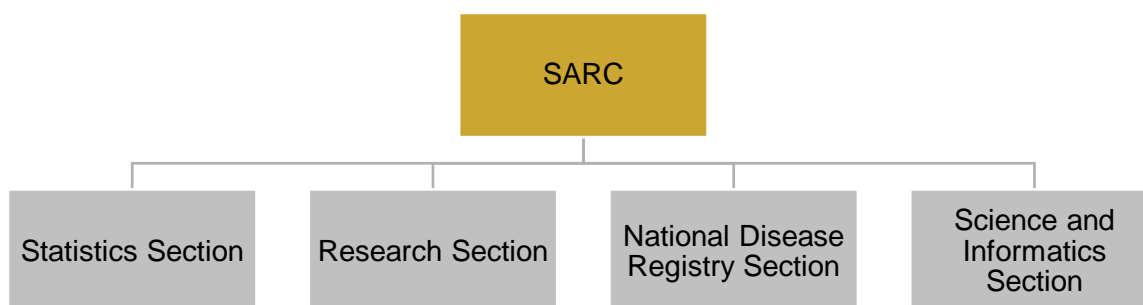 SARC
Statistics Section
Research Section
National Disease
Registry Section
Science and
Informatics
Section